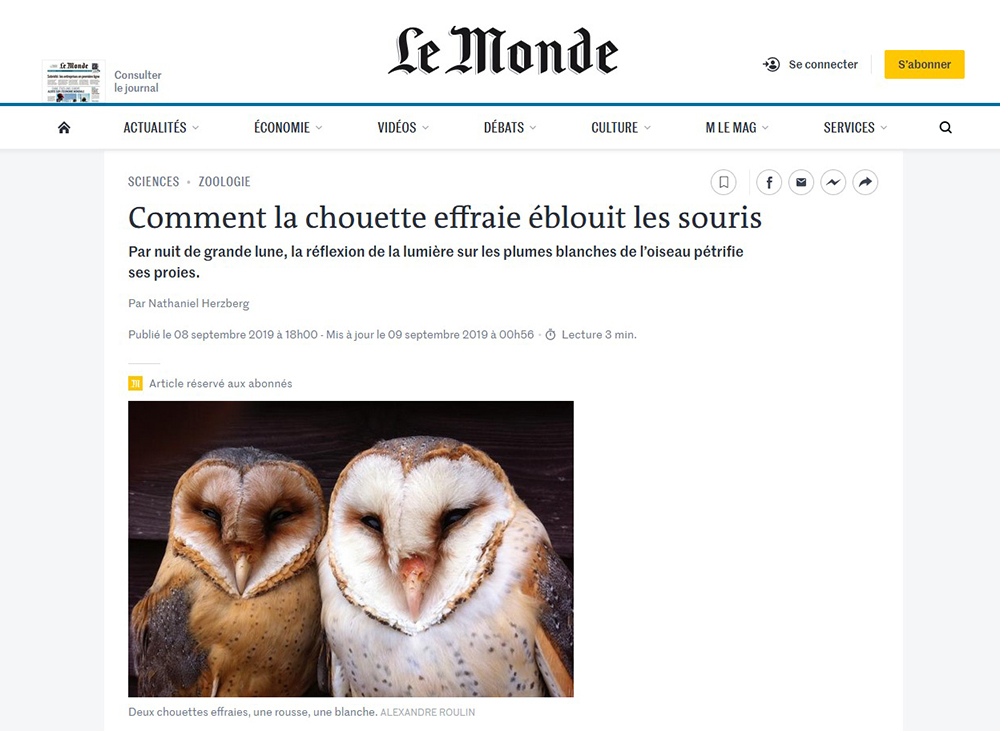 Le Monde
Le Monde
Consulter
le journal
Se connecter
S'abonner
ACTUALITÉS
ÉCONOMIE
VIDÉOS
DÉBATS
CULTURE
M LE MAG
SERVICES
SCIENCES • ZOOLOGIE
Comment la chouette effraie éblouit les souris
Par nuit de grande lune, la réflexion de la lumière sur les plumes blanches de l'oiseau pétrifie
ses proies.
Par Nathaniel Herzberg
Publié le 08 septembre 2019 à 18h00 - Mis à jour le 09 septembre 2019 à 00h56 · Lecture 3 min.
M Article réservé aux abonnés
Deux chouettes effraies, une rousse, une blanche. ALEXANDRE ROULIN